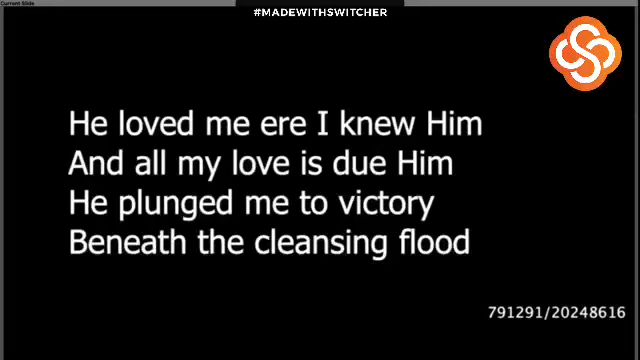 Current Slide
#MADEWITHSWITCHER
He loved me ere I knew Him
And all my love is due Him
He plunged me to victory
Beneath the cleansing flood
791291/20248616